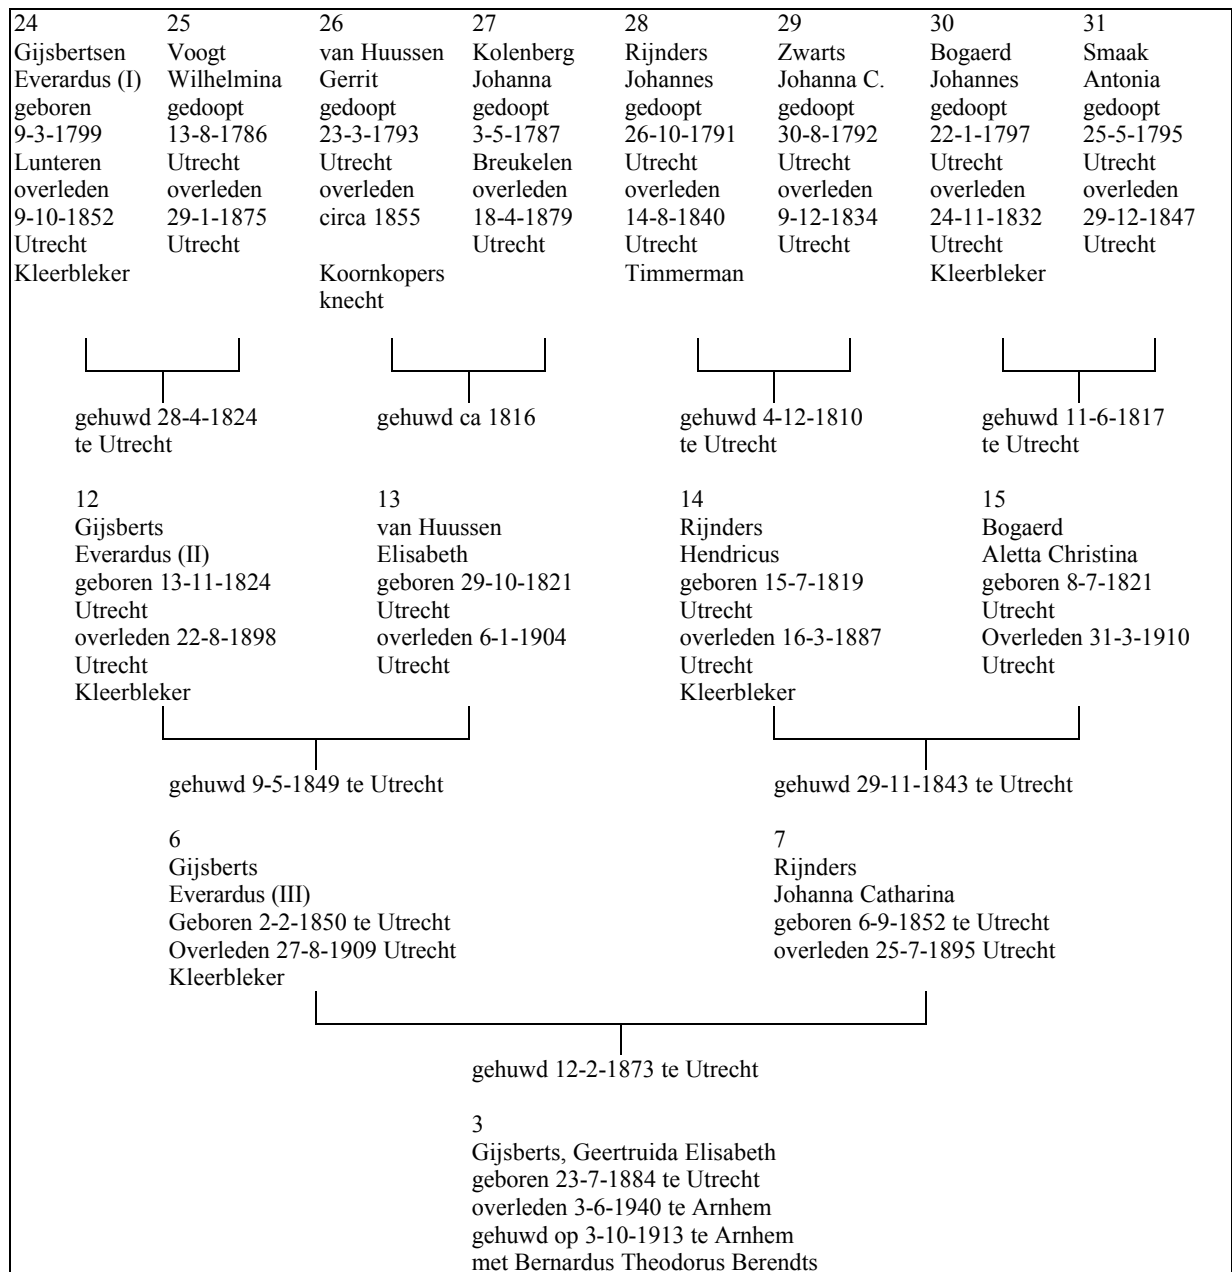 24
Gijsbertsen
Everardus (I)
geboren
9-3-1799
Lunteren
overleden
9-10-1852
Utrecht
Kleerbleker
25
Voogt
Wilhelmina
gedoopt
13-8-1786
Utrecht
overleden
29-1-1875
Utrecht
26
van Huussen
Gerrit
gedoopt
23-3-1793
Utrecht
overleden
circa 1855
Koornkopers
knecht
27
Kolenberg
Johanna
gedoopt
3-5-1787
Breukelen
overleden
18-4-1879
Utrecht
28
Rijnders
Johannes
gedoopt
26-10-1791
Utrecht
overleden
14-8-1840
Utrecht
Timmerman
29
Zwarts
Johanna C.
gedoopt
30-8-1792
Utrecht
overleden
9-12-1834
Utrecht
30
Bogaerd
Johannes
gedoopt
22-1-1797
Utrecht
overleden
24-11-1832
Utrecht
Kleerbleker
31
Smaak
Antonia
gedoopt
25-5-1795
Utrecht
overleden
29-12-1847
Utrecht
gehuwd 28-4-1824
te Utrecht
gehuwd ca 1816
gehuwd 4-12-1810
te Utrecht
gehuwd 11-6-1817
te Utrecht
12
Gijsberts
Everardus (II)
geboren 13-11-1824
Utrecht
overleden 22-8-1898
Utrecht
Kleerbleker
13
van Huussen
Elisabeth
geboren 29-10-1821
Utrecht
overleden 6-1-1904
Utrecht
14
Rijnders
Hendricus
geboren 15-7-1819
Utrecht
overleden 16-3-1887
Utrecht
Kleerbleker
15
Bogaerd
Aletta Christina
geboren 8-7-1821
Utrecht
Overleden 31-3-1910
Utrecht
gehuwd 9-5-1849 te Utrecht
gehuwd 29-11-1843 te Utrecht
6
Gijsberts
Everardus (III)
Geboren 2-2-1850 te Utrecht
Overleden 27-8-1909 Utrecht
Kleerbleker
7
Rijnders
Johanna Catharina
geboren 6-9-1852 te Utrecht
overleden 25-7-1895 Utrecht
gehuwd 12-2-1873 te Utrecht
3
Gijsberts, Geertruida Elisabeth
geboren 23-7-1884 te Utrecht
overleden 3-6-1940 te Arnhem
gehuwd op 3-10-1913 te Arnhem
met Bernardus Theodorus Berendts